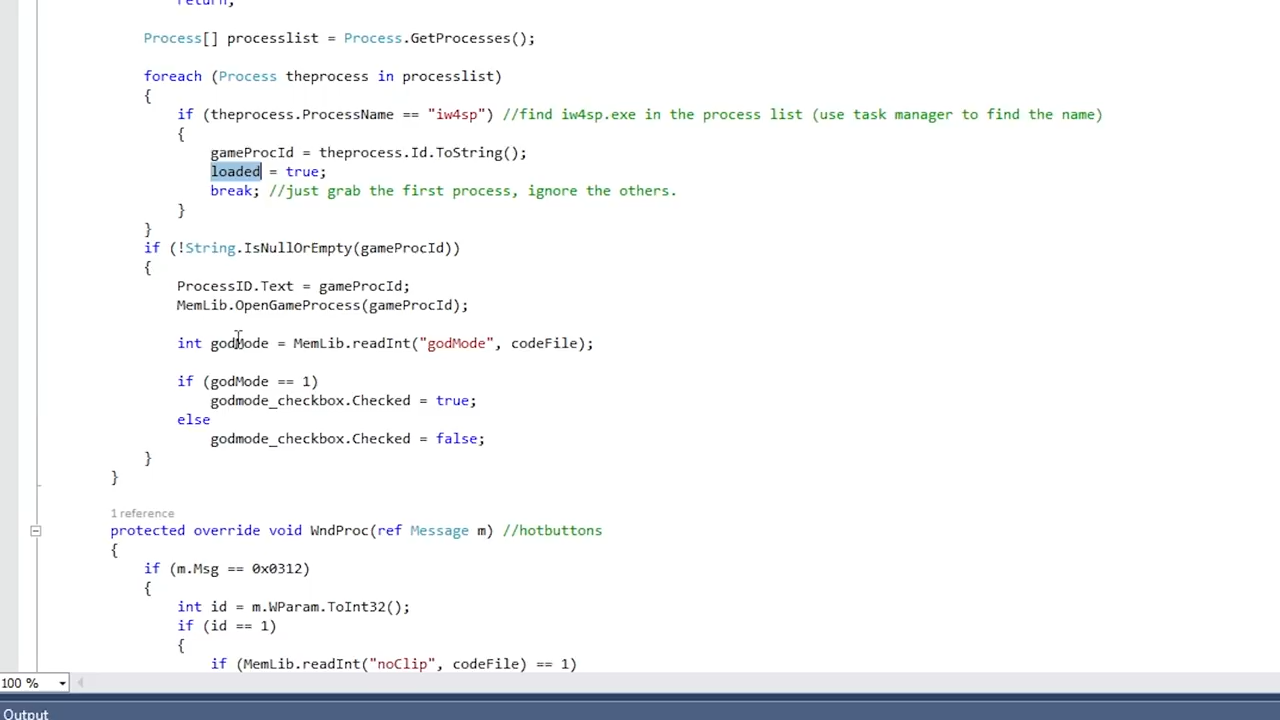 return;
Process[] processlist = Process.GetProcesses();
foreach (Process theprocess in processlist)
{
if (theprocess.ProcessName == "iw4sp") //find iw4sp.exe in the process list (use task manager to find the name)
{
gameProcId = theprocess.Id.ToString();
loaded = true;
break; //just grab the first process, ignore the others.
}
}
if (!String.IsNullOrEmpty(gameProcId))
{
ProcessID.Text = gameProcId;
MemLib.OpenGameProcess(gameProcId);
int godMode = MemLib.readInt("godMode", codeFile);
if (godMode == 1)
godmode_checkbox.Checked = true;
else
godmode_checkbox.Checked = false;
}
}
1 reference
protected override void WndProc(ref Message m) //hotbuttons
{
if (m.Msg == 0x0312)
{
int id = m.WParam.ToInt32();
if (id == 1)
{
if (MemLib.readInt("noClip", codeFile) == 1)
100 %
Output